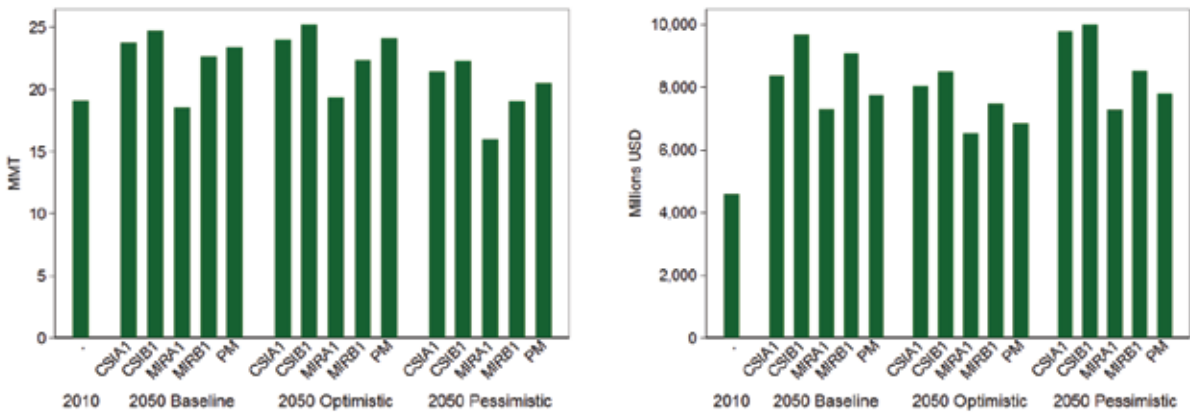 MMT
25
20
15
10
5
0
- CSIA1 CSIB1 MIRA1 MIRB1 PM CSIA1 CSIB1 MIRA1 MIRB1 PM CSIA1 CSIB1 MIRA1 MIRB1 PM
2010 2050 Baseline 2050 Optimistic 2050 Pessimistic
Millions USD
10,000
8,000
6,000
4,000
2,000
0
- CSIA1 CSIB1 MIRA1 MIRB1 PM CSIA1 CSIB1 MIRA1 MIRB1 PM CSIA1 CSIB1 MIRA1 MIRB1 PM
2010 2050 Baseline 2050 Optimistic 2050 Pessimistic